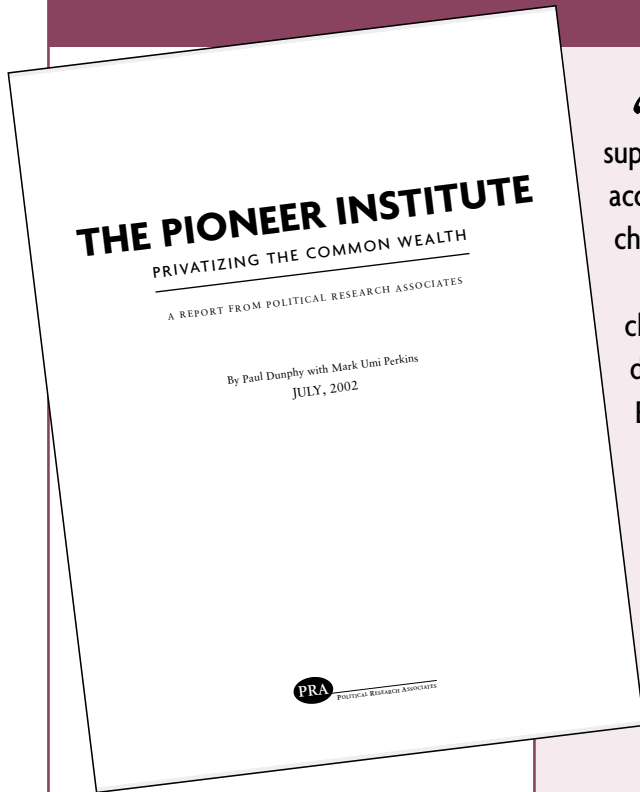 THE PIONEER INSTITUTE
PRIVATIZING THE COMMON WEALTH
A REPORT FROM POLITICAL RESEARCH ASSOCIATES
By Paul Dunphy with Mark Umi Perkins
JULY, 2002
PRA POLITICAL RESEARCH ASSOCIATES